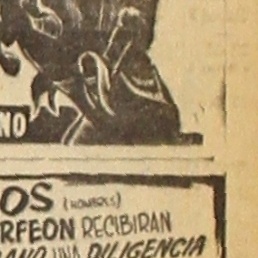 NO
OS (HOMBRES)
RFEON RECIBIRAN
ANO UNA DILIGENCIA